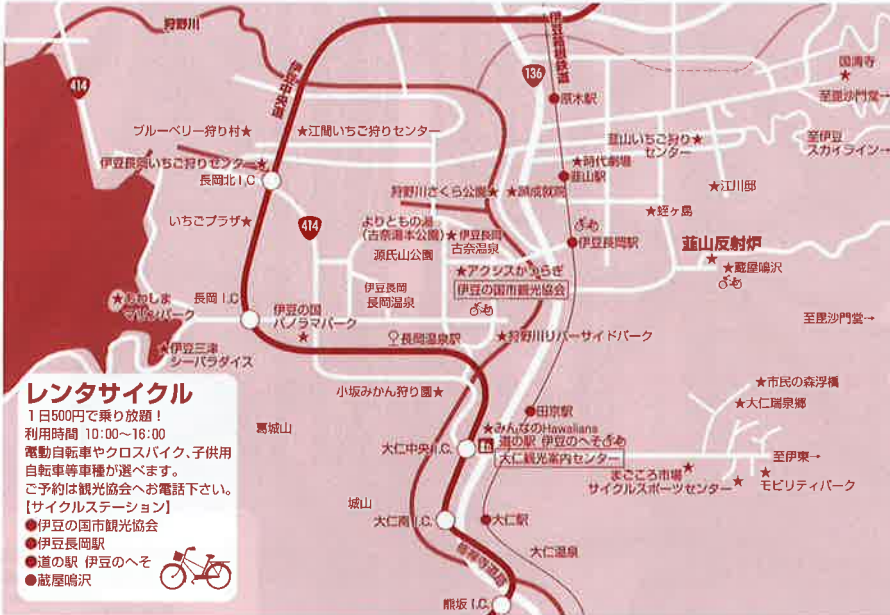 狩野川
414
伊豆箱根鉄道
136
原木駅
国清寺
至毘沙門堂→
ブルーベリー狩り村
江間いちご狩りセンター
韮山いちご狩り
センター
至伊豆
スカイライン→
伊豆長岡いちご狩りセンター
長岡北I.C
時代劇場
韮山駅
江川邸
狩野川さくら公園
願成就院
蛭ヶ島
いちごプラザ
414
よりともの湯
(古奈湯本公園)
源氏山公園
伊豆長岡
古奈温泉
伊豆長岡駅
韮山反射炉
蔵屋鳴沢
アクシスかつらぎ
伊豆の国市観光協会
伊豆長岡
長岡温泉
あわしま
マリンパーク
長岡 I.C
伊豆の国
パノラマパーク
至毘沙門堂→
伊豆三津
シーパラダイス
長岡温泉駅
狩野川リバーサイドパーク
小坂みかん狩り園
市民の森浮橋
大仁瑞泉郷
田京駅
葛城山
みんなのHawaiians
道の駅 伊豆のへそ
大仁中央I.C.
大仁観光案内センター
至伊東→
まごころ市場
サイクルスポーツセンター
モビリティパーク
城山
大仁南I.C.
大仁駅
大仁温泉
修善寺道路
熊坂 I.C.
レンタサイクル
1日500円で乗り放題!
利用時間 10:00〜16:00
電動自転車やクロスバイク、子供用
自転車等車種が選べます。
ご予約は観光協会へお電話下さい。
【サイクルステーション】
●伊豆の国市観光協会
●伊豆長岡駅
●道の駅 伊豆のへそ
●蔵屋鳴沢